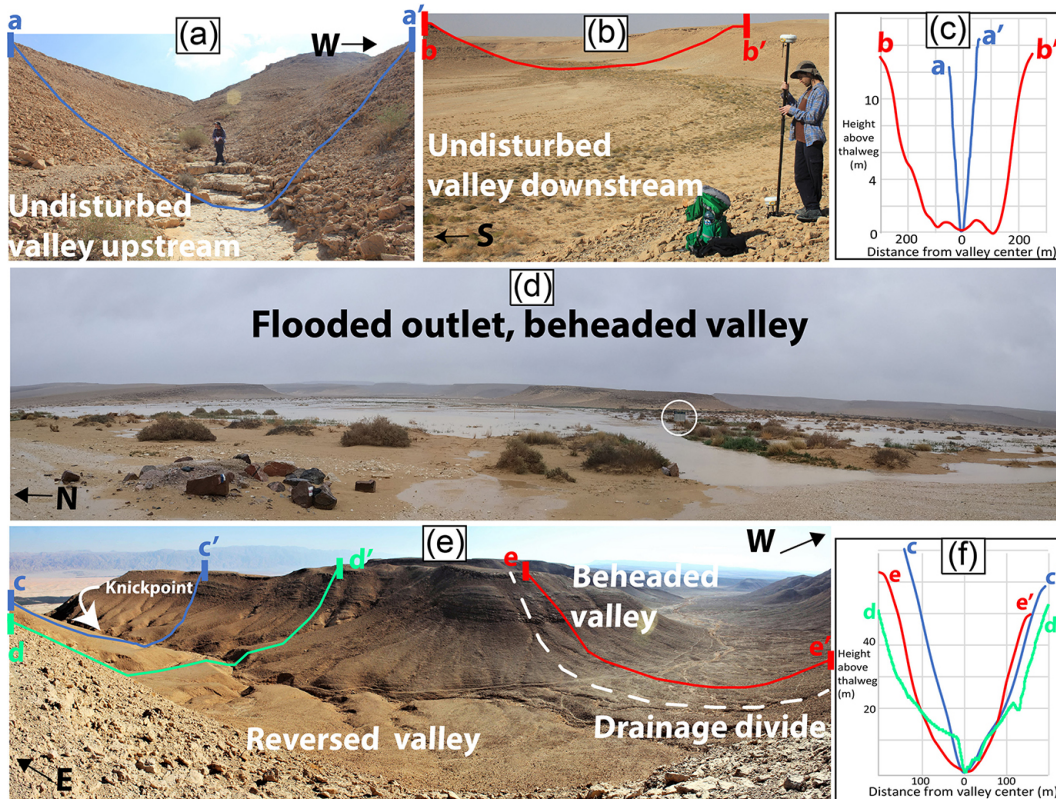 a
(a)
W
a'
Undisturbed
valley upstream
b
(b)
b'
Undisturbed
valley downstream
S
(c)
b
a'
a
b'
10
Height
above
thalweg
(m)
4
0
200
0
200
Distance from valley center (m)
(d)
Flooded outlet, beheaded valley
N
(e)
W
c
c'
d'
e
Knickpoint
Beheaded
valley
d
e'
Reversed valley
Drainage divide
E
(f)
c
e
c
e'
d
d
60
Height
above
thalweg
(m)
20
100
0
100
Distance from valley center (m)